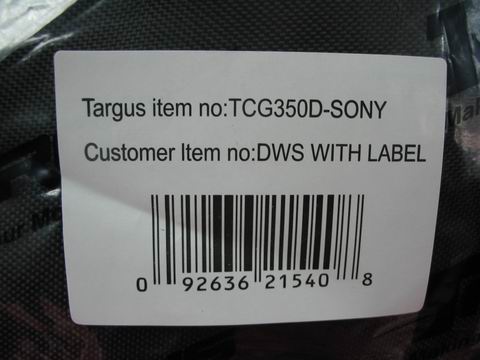 Targus item no:TCG350D-SONY
Customer Item no:DWS WITH LABEL
0 92636 21540 8